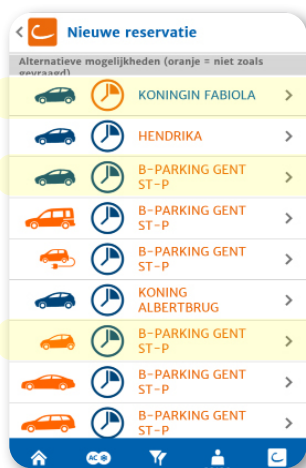 Nieuwe reservatie
Alternatieve mogelijkheden (oranje = niet zoals
gevraagd)
KONINGIN FABIOLA
HENDRIKA
B-PARKING GENT
ST-P
B-PARKING GENT
ST-P
B-PARKING GENT
ST-P
KONING
ALBERTBRUG
B-PARKING GENT
ST-P
B-PARKING GENT
ST-P
B-PARKING GENT
ST-P
AC